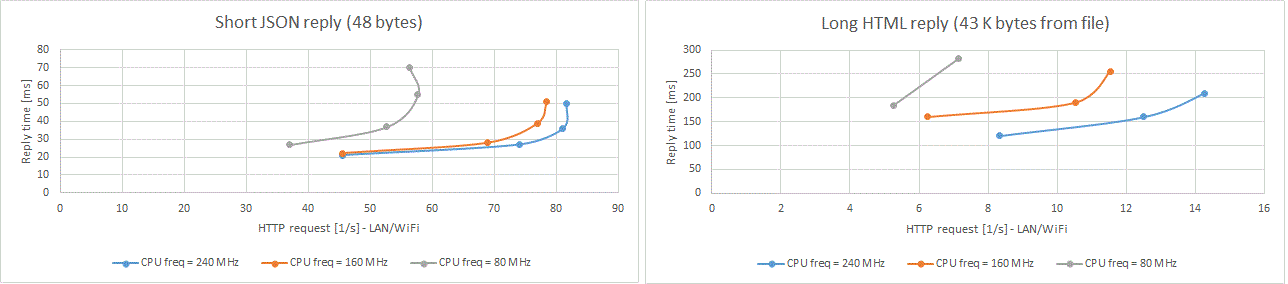 Short JSON reply (48 bytes)
Reply time [ms]
80
70
60
50
40
30
20
10
0
0 10 20 30 40 50 60 70 80 90
HTTP request [1/s] - LAN/WiFi
CPU freq = 240 MHz CPU freq = 160 MHz CPU freq = 80 MHz
Long HTML reply (43 K bytes from file)
Reply time [ms]
300
250
200
150
100
50
0
0 2 4 6 8 10 12 14 16
HTTP request [1/s] - LAN/WiFi
CPU freq = 240 MHz CPU freq = 160 MHz CPU freq = 80 MHz